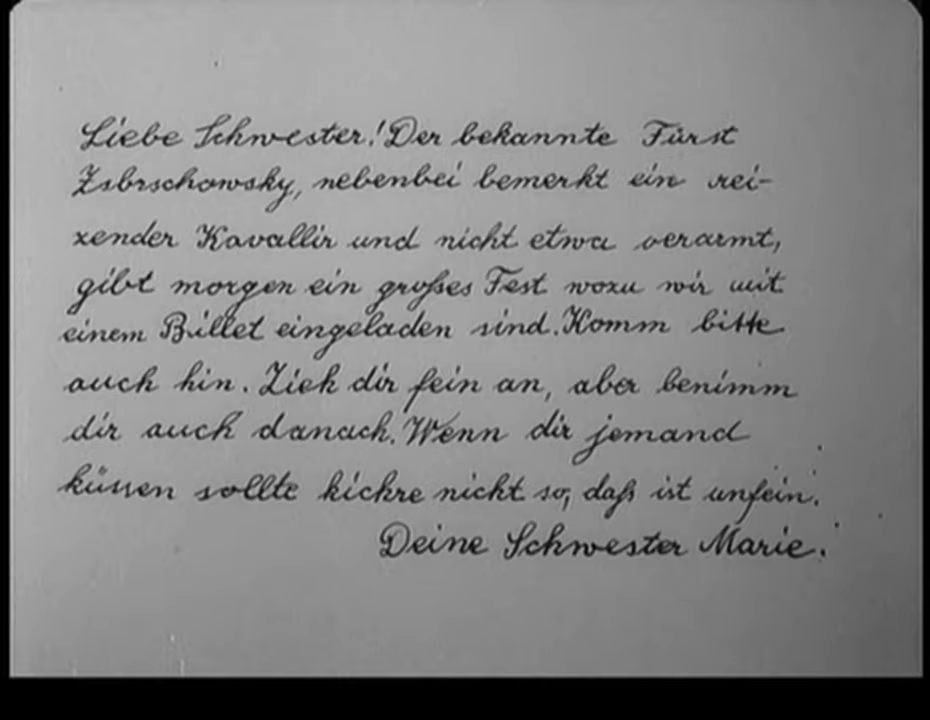 Liebe Schwester! Der bekannte Fürst
Zsbrschowsky, nebenbei bemerkt ein rei-
zender Kavallir und nicht etwa verarmt,
gibt morgen ein großes Fest wozu wir mit
einem Billet eingeladen sind. Komm bitte
auch hin. Zieh dir fein an, aber benimm
dir auch danach. Wenn dir jemand
küssen sollte kichre nicht so, daß ist unfein.
Deine Schwester Marie.